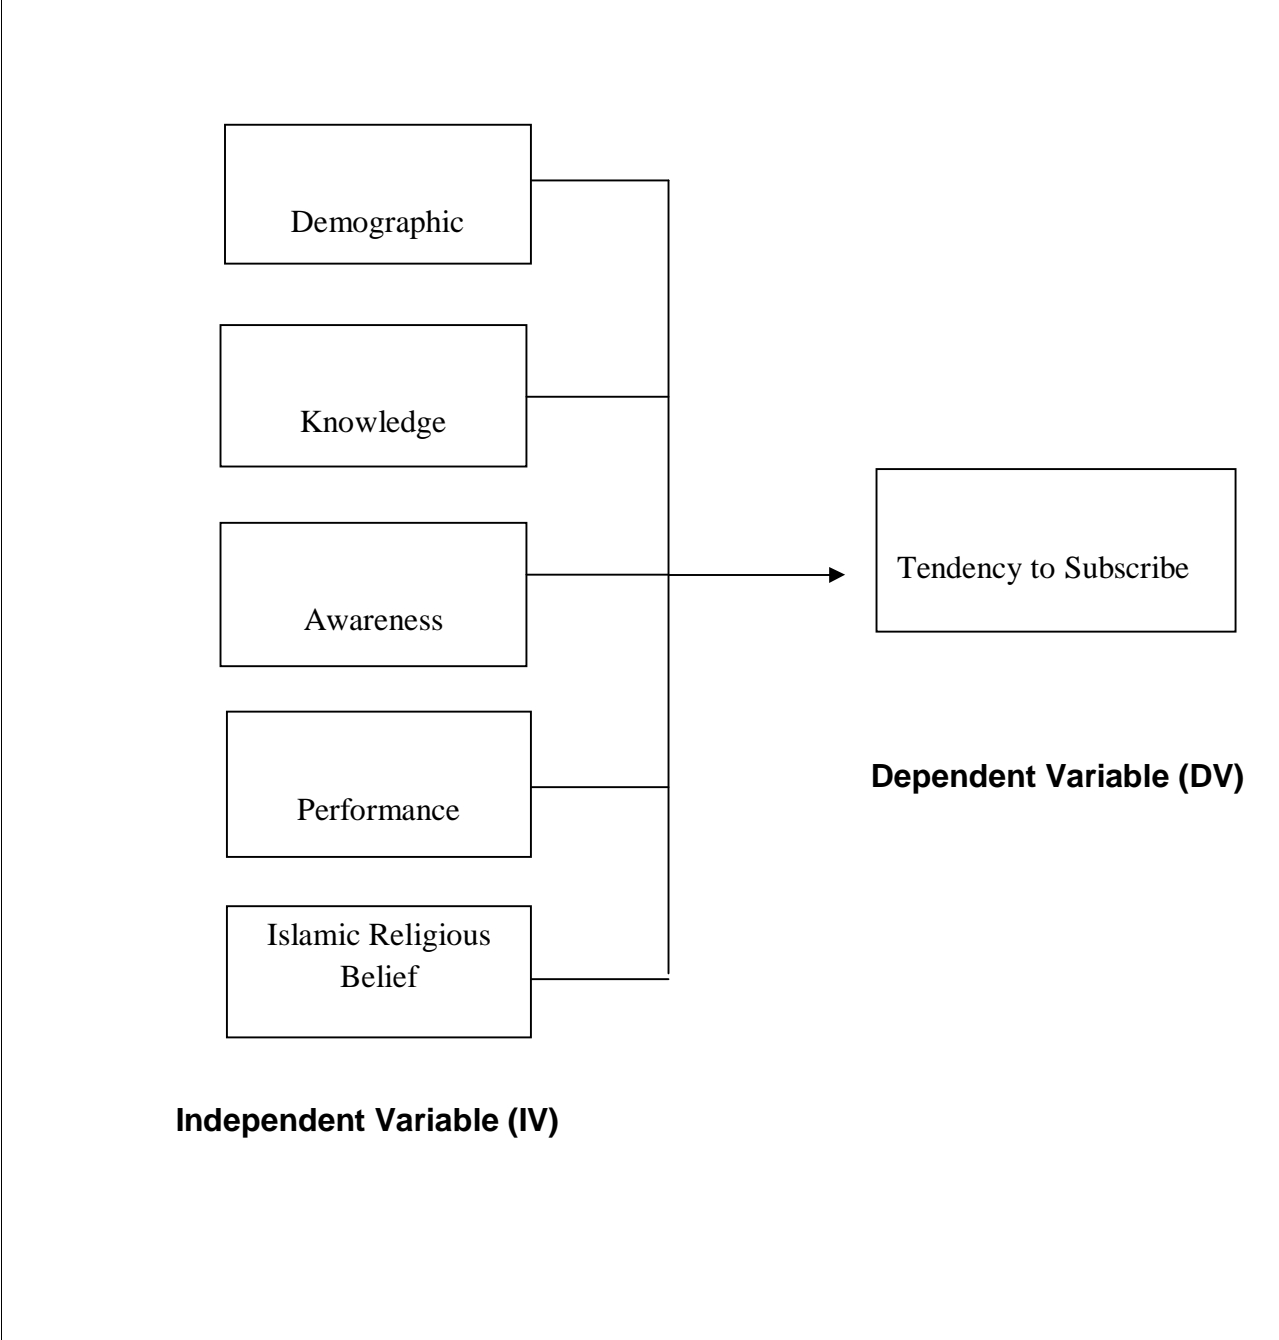 Demographic
Knowledge
Awareness
Tendency to Subscribe
Performance
Dependent Variable (DV)
Islamic Religious
Belief
Independent Variable (IV)